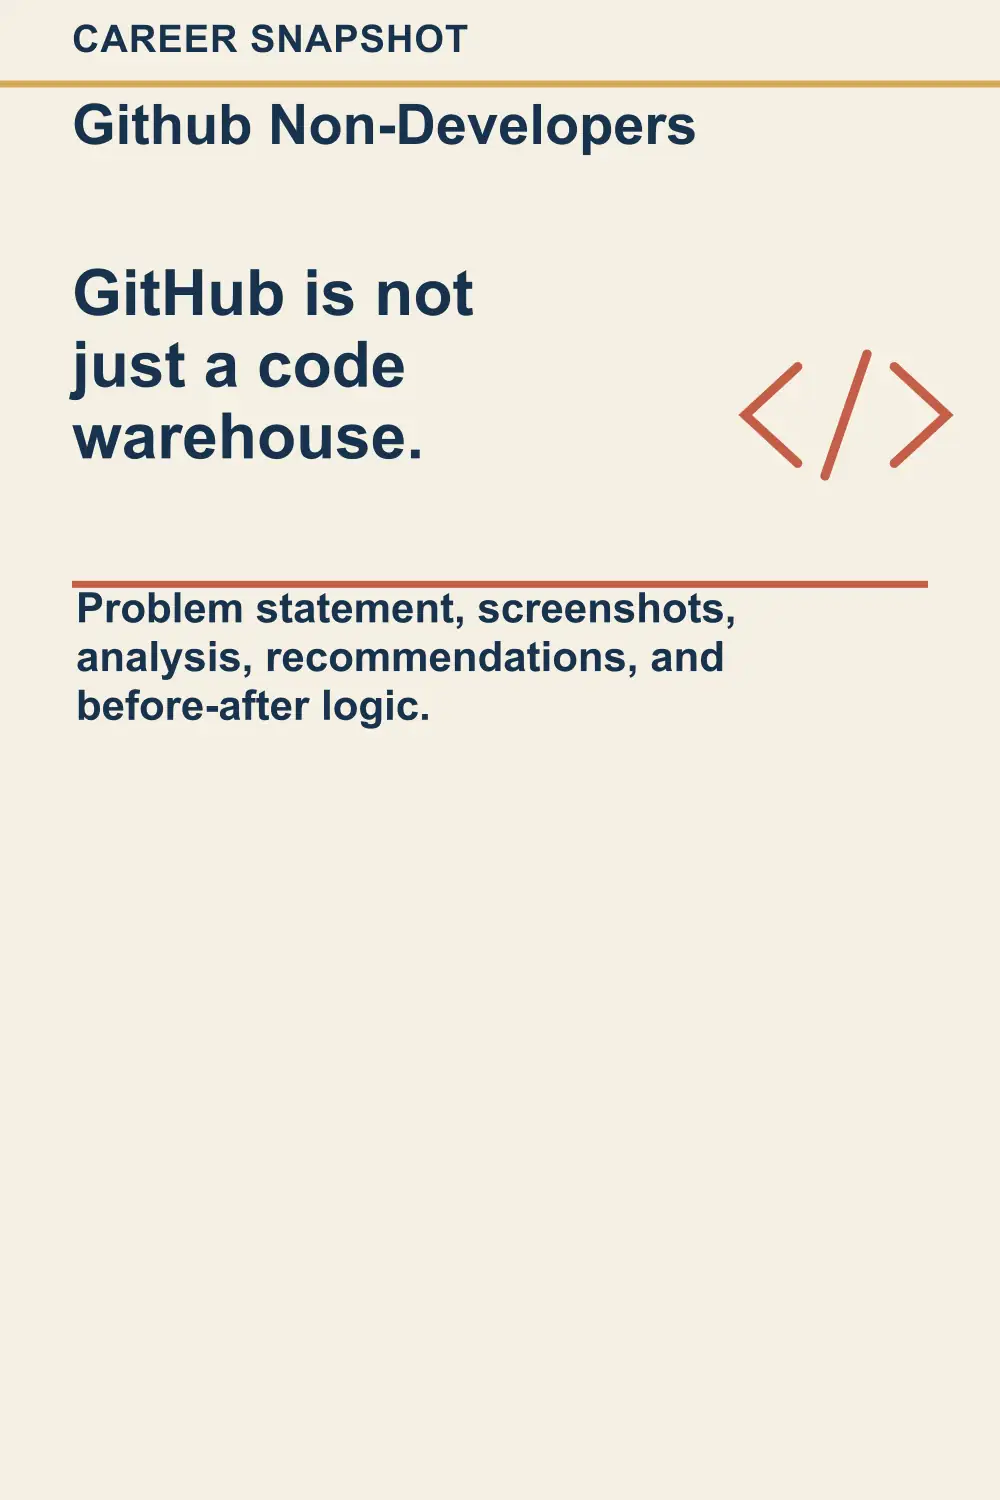 CAREER SNAPSHOT
Github Non-Developers
GitHub is not
just a code
warehouse.
Problem statement, screenshots,
analysis, recommendations, and
before-after logic.